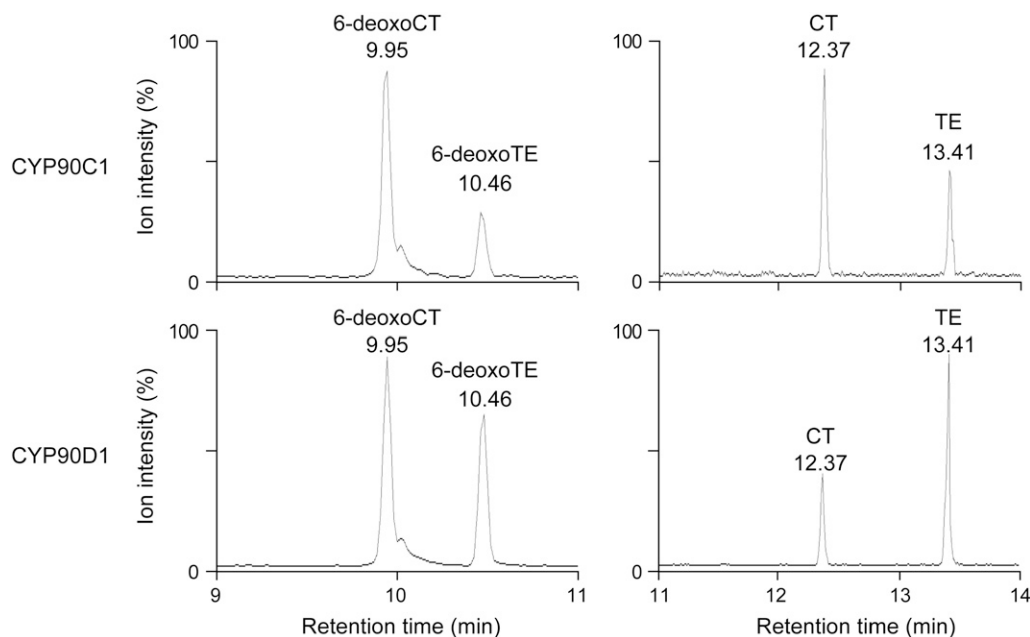 6-deoxoCT
9.95
6-deoxoTE
10.46
100
0
Ion intensity (%)
CYP90C1
CT
12.37
TE
13.41
100
0
6-deoxoCT
9.95
6-deoxoTE
10.46
100
0
Ion intensity (%)
CYP90D1
9
10
11
Retention time (min)
CT
12.37
TE
13.41
100
0
11
12
13
14
Retention time (min)